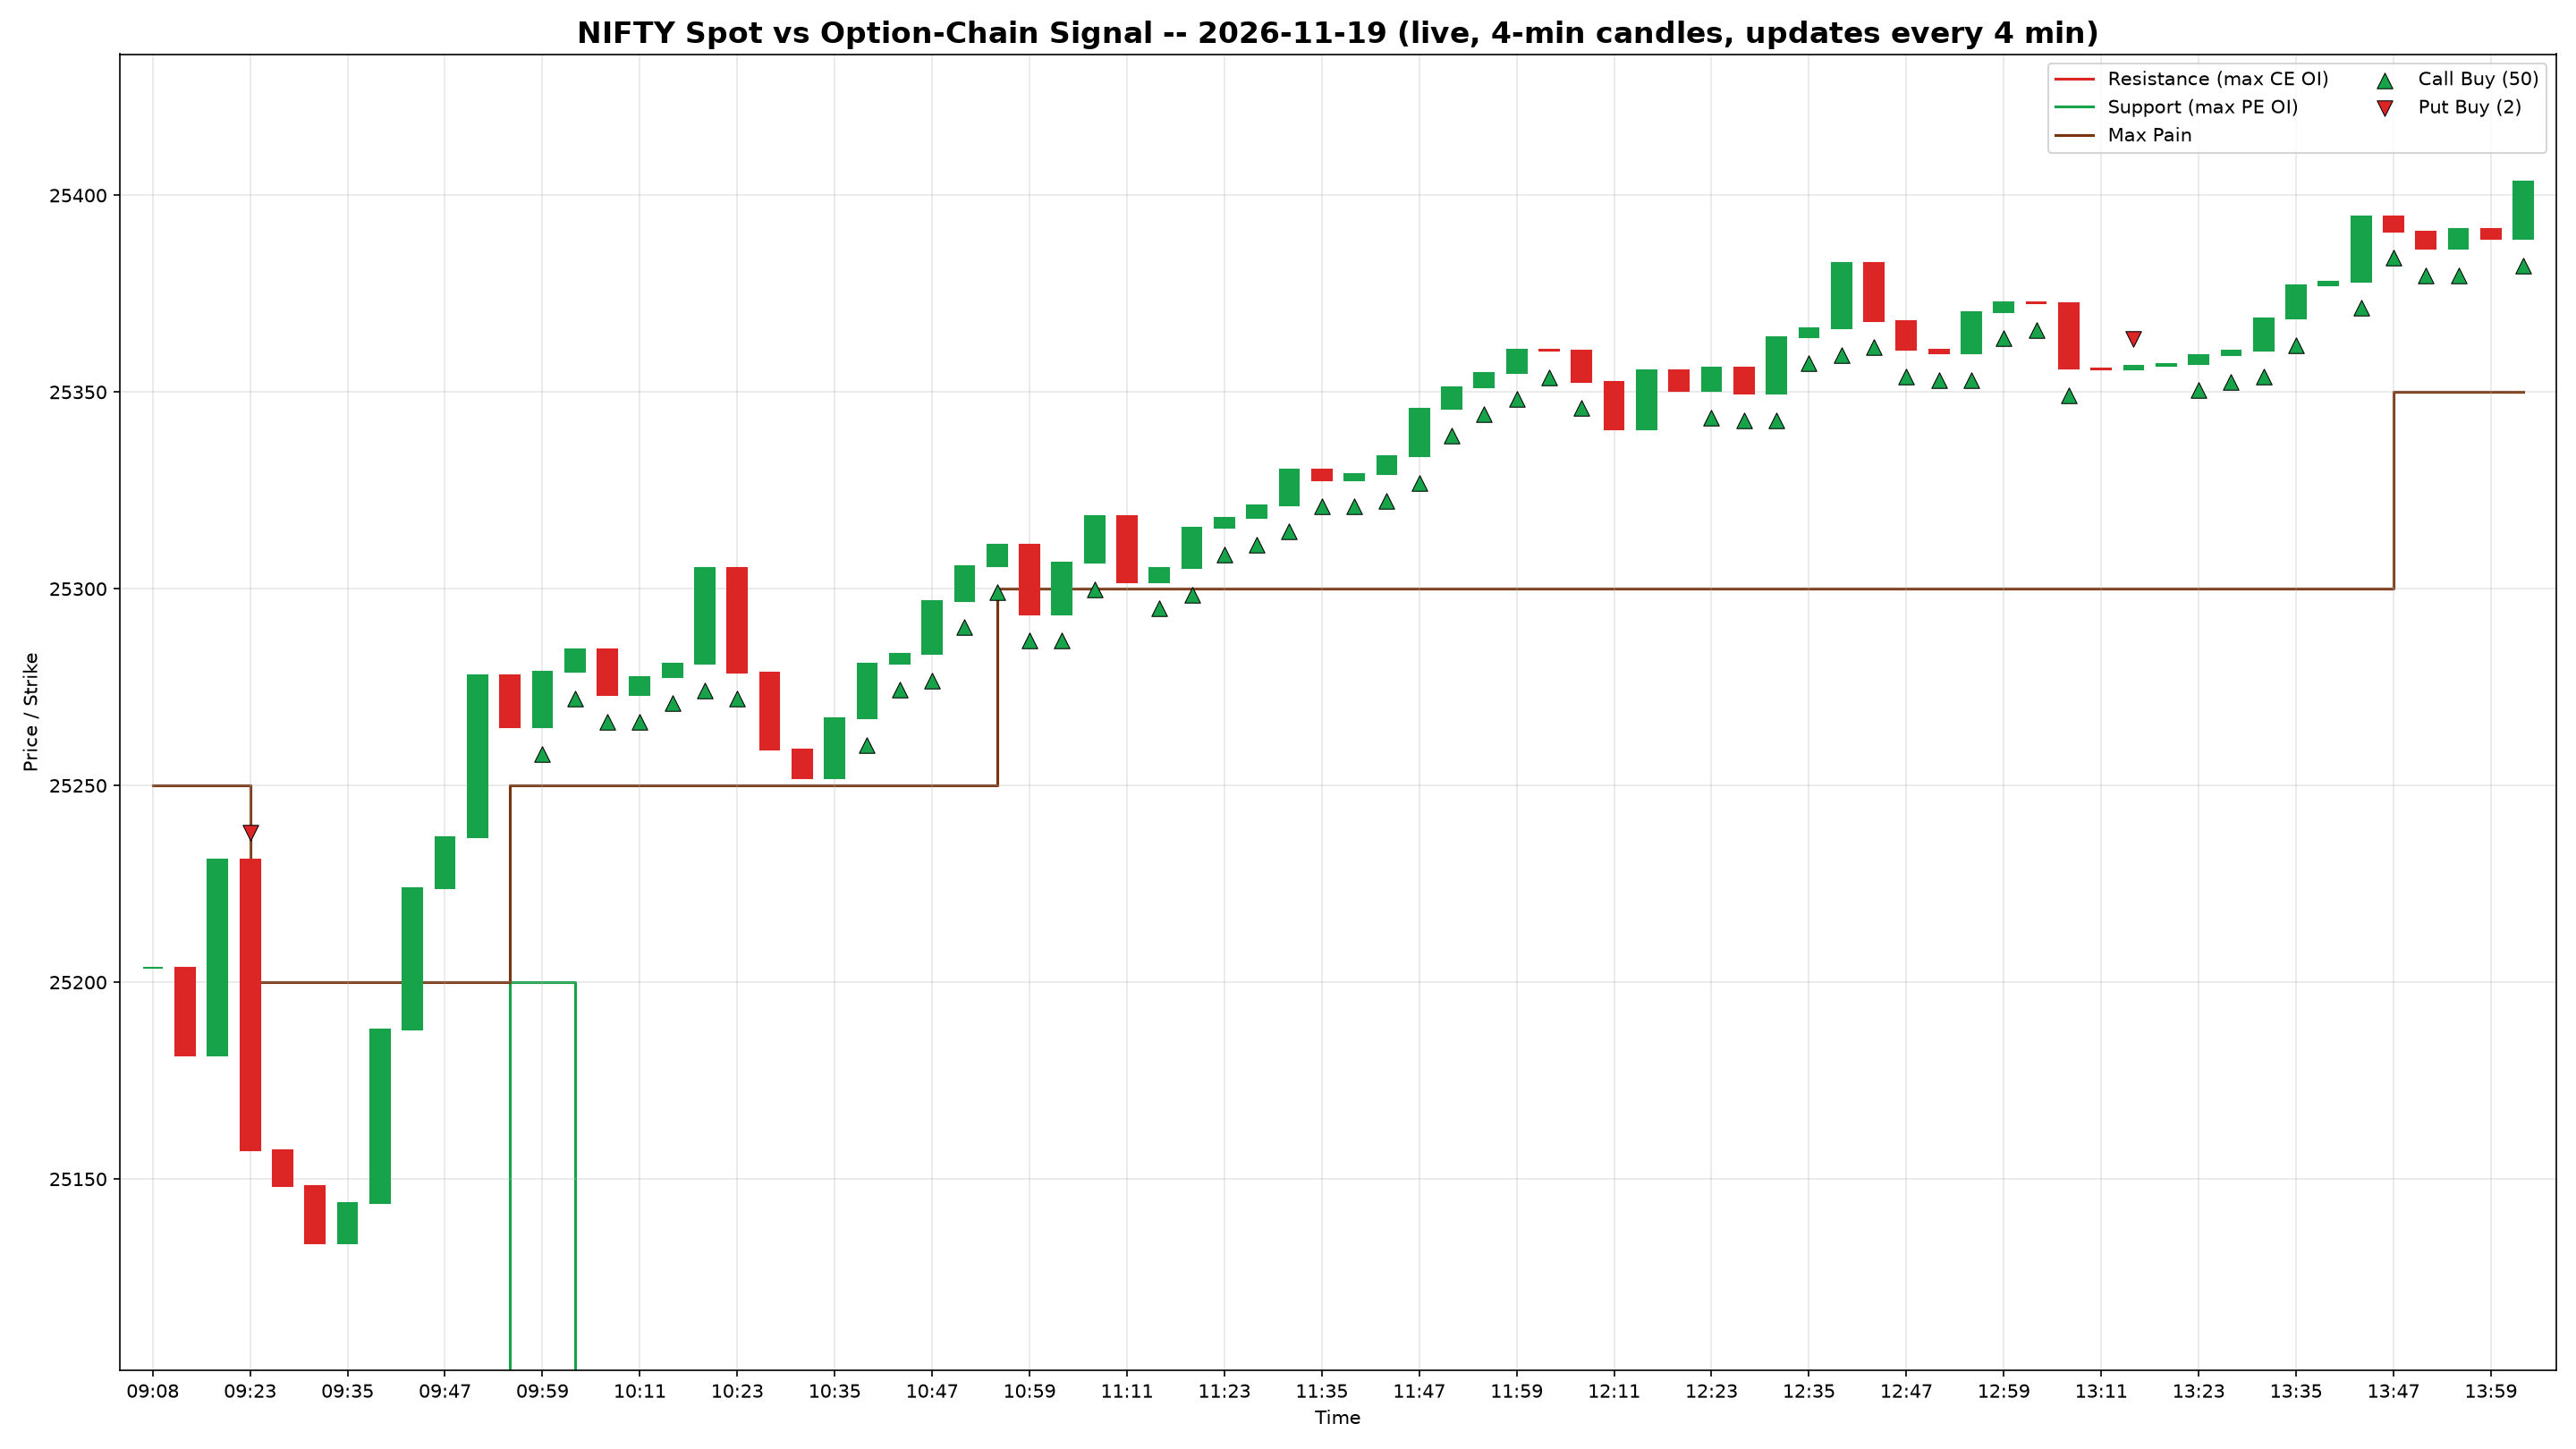 NIFTY Spot vs Option-Chain Signal -- 2026-11-19 (live, 4-min candles, updates every 4 min)
Resistance (max CE OI)
Support (max PE OI)
Max Pain
Call Buy (50)
Put Buy (2)
Price / Strike
25400
25350
25300
25250
25200
25150
09:08 09:23 09:35 09:47 09:59 10:11 10:23 10:35 10:47 10:59 11:11 11:23 11:35 11:47 11:59 12:11 12:23 12:35 12:47 12:59 13:11 13:23 13:35 13:47 13:59
Time